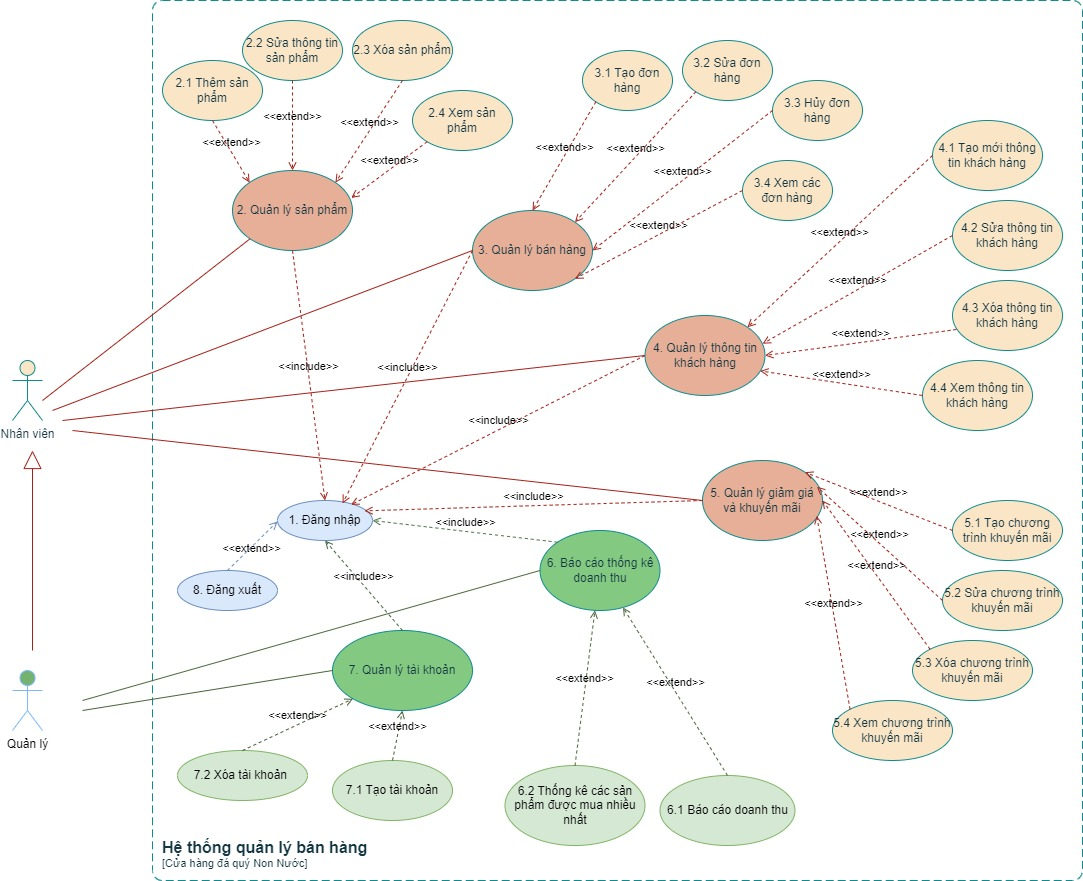 2.2 Sửa thông tin
sản phẩm
2.3 Xóa sản phẩm
2.1 Thêm sản
phẩm
2.4 Xem sản
phẩm
<<extend>>
<<extend>>
<<extend>>
<<extend>>
2. Quản lý sản phẩm
3.1 Tạo đơn
hàng
3.2 Sửa đơn
hàng
3.3 Hủy đơn
hàng
3.4 Xem các
đơn hàng
<<extend>>
<<extend>>
<<extend>>
<<extend>>
3. Quản lý bán hàng
4.1 Tạo mới thông
tin khách hàng
4.2 Sửa thông tin
khách hàng
4.3 Xóa thông tin
khách hàng
4.4 Xem thông tin
khách hàng
<<extend>>
<<extend>>
<<extend>>
<<extend>>
4. Quản lý thông tin
khách hàng
Nhân viên
<<include>>
<<include>>
<<include>>
<<include>>
<<include>>
<<include>>
1. Đăng nhập
<<extend>>
8. Đăng xuất
5. Quản lý giảm giá
và khuyến mãi
<<extend>>
<<extend>>
<<extend>>
<<extend>>
5.1 Tạo chương
trình khuyến mãi
5.2 Sửa chương trình
khuyến mãi
5.3 Xóa chương trình
khuyến mãi
5.4 Xem chương trình
khuyến mãi
6. Báo cáo thống kê
doanh thu
7. Quản lý tài khoản
Quản lý
<<extend>>
<<extend>>
<<extend>>
<<extend>>
7.2 Xóa tài khoản
7.1 Tạo tài khoản
6.2 Thống kê các sản
phẩm được mua nhiều
nhất
6.1 Báo cáo doanh thu
Hệ thống quản lý bán hàng
[Cửa hàng đá quý Non Nước]